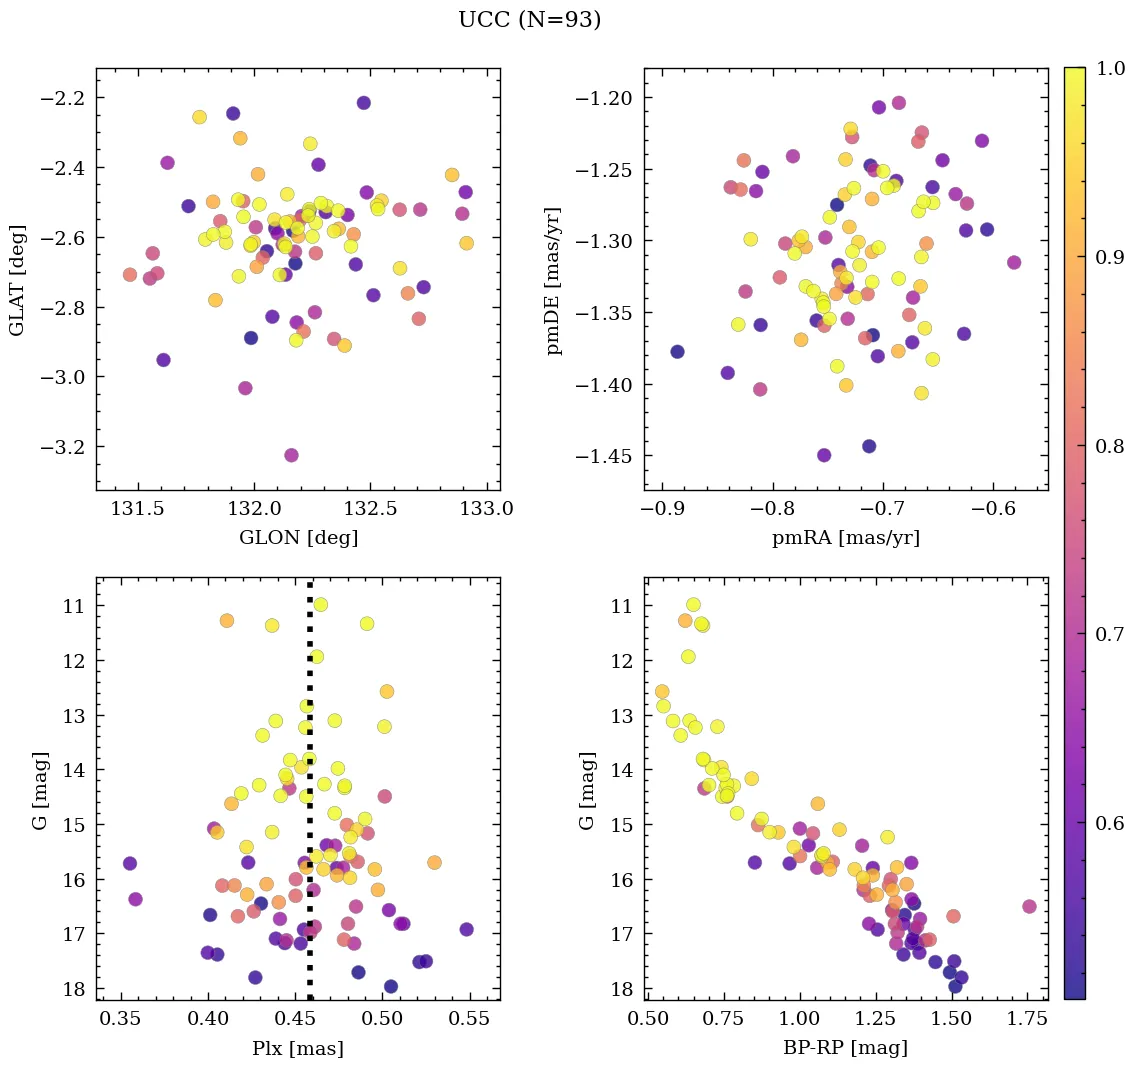 UCC (N=93)
−2.2
−2.4
−2.6
−2.8
−3.0
−3.2
GLAT [deg]
131.5 132.0 132.5 133.0
GLON [deg]
−1.20
−1.25
−1.30
−1.35
−1.40
−1.45
pmDE [mas/yr]
−0.9 −0.8 −0.7 −0.6
pmRA [mas/yr]
11
12
13
14
15
16
17
18
G [mag]
0.35 0.40 0.45 0.50 0.55
Plx [mas]
11
12
13
14
15
16
17
18
G [mag]
0.50 0.75 1.00 1.25 1.50 1.75
BP-RP [mag]
1.0
0.9
0.8
0.7
0.6